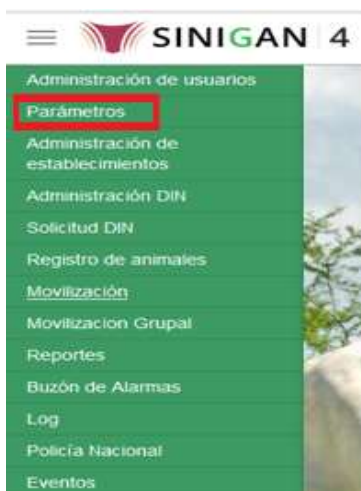 SINIGAN 4
Administración de usuarios
Parámetros
Administración de
establecimientos
Administración DIN
Solicitud DIN
Registro de animales
Movilización
Movilizacion Grupal
Reportes
Buzón de Alarmas
Log
Policía Nacional
Eventos